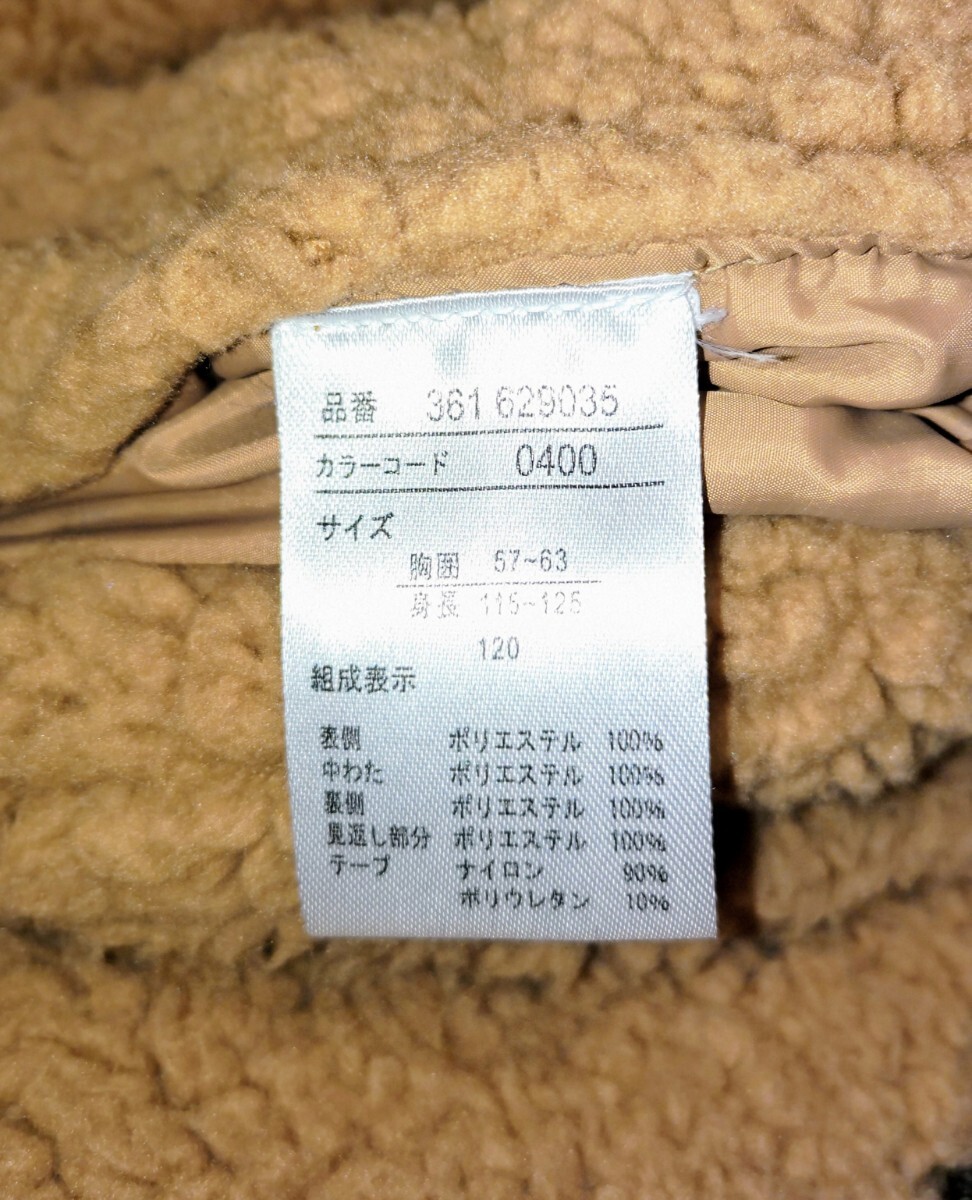 品番 361 629035
カラーコード 0400
サイズ
胸囲 57~63
身長 115~125
120
組成表示
表側 ポリエステル 100%
中わた ポリエステル 100%
裏側 ポリエステル 100%
見返し部分 ポリエステル 100%
テープ ナイロン 90%
ポリウレタン 10%